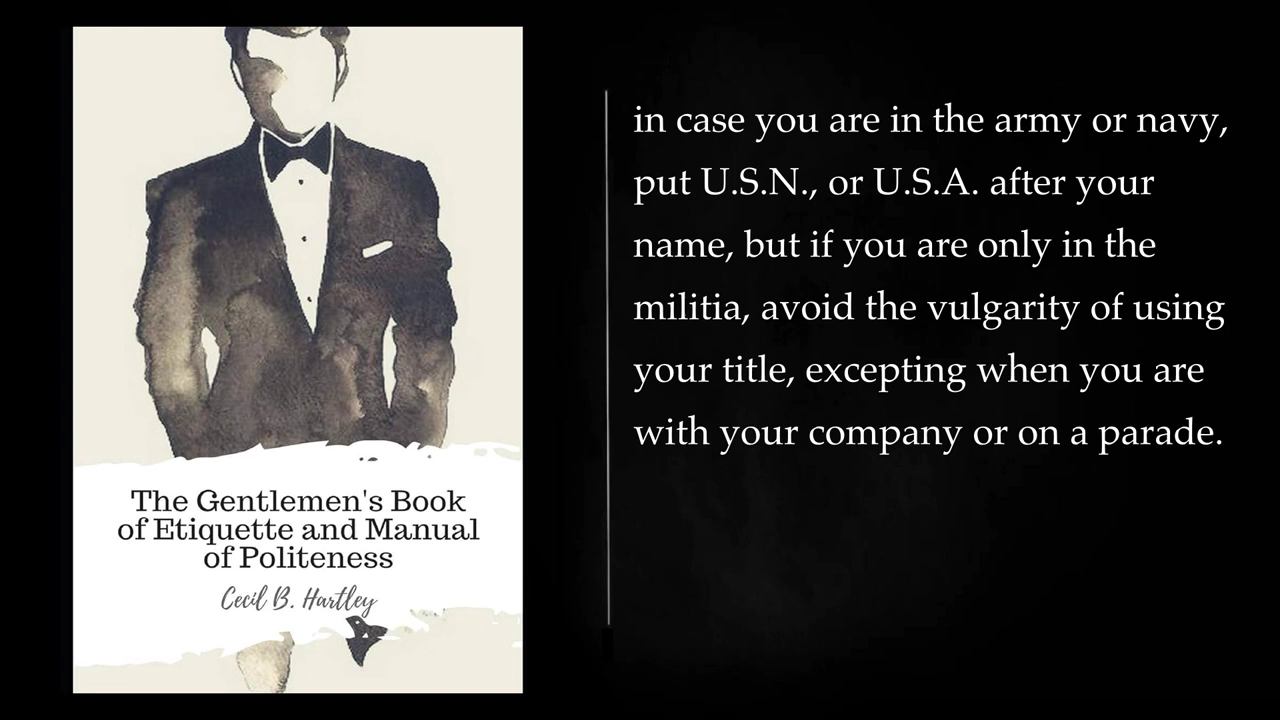 The Gentlemen's Book
of Etiquette and Manual
of Politeness
Cecil B. Hartley
in case you are in the army or navy,
put U.S.N., or U.S.A. after your
name, but if you are only in the
militia, avoid the vulgarity of using
your title, excepting when you are
with your company or on a parade.